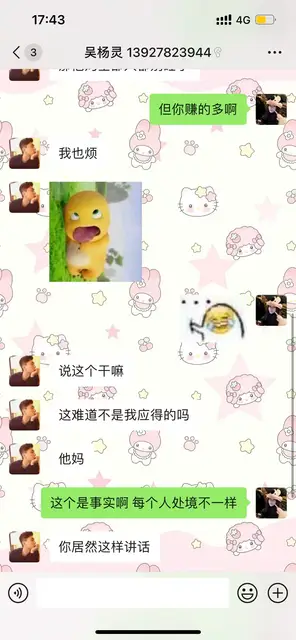 17:43
4G
3
吴杨灵 13927823944
但你赚的多啊
我也烦
说这个干嘛
这难道不是我应得的吗
他妈
这个是事实啊 每个人处境不一样
你居然这样讲话